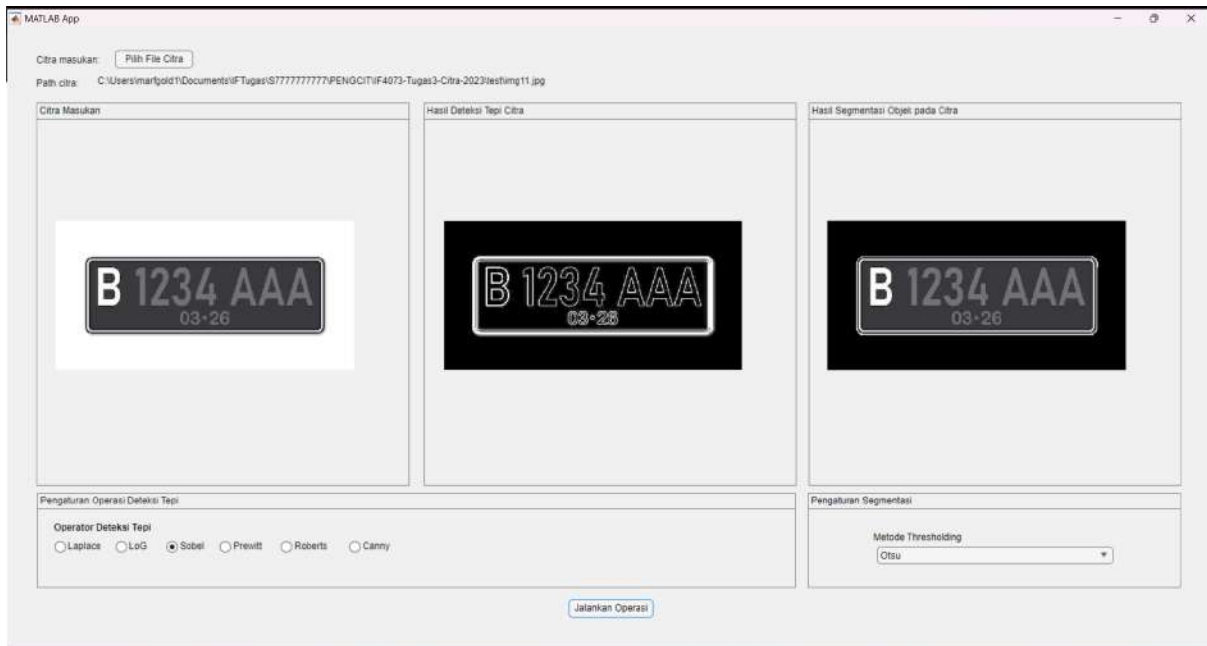 MATLAB App
Citra masukan: Pilih File Citra
Path citra: C:\Users\marfgold1\Documents\IFTugas\S7777777777\PENGCIT\IF4073-Tugas3-Citra-2023\test\img11.jpg
Citra Masukan
B 1234 AAA
03•26
Hasil Deteksi Tepi Citra
B 1234 AAA
03•26
Hasil Segmentasi Objek pada Citra
B 1234 AAA
03•26
Pengaturan Operasi Deteksi Tepi
Operator Deteksi Tepi
Laplace LoG Sobel Prewitt Roberts Canny
Pengaturan Segmentasi
Metode Thresholding
Otsu
Jalankan Operasi